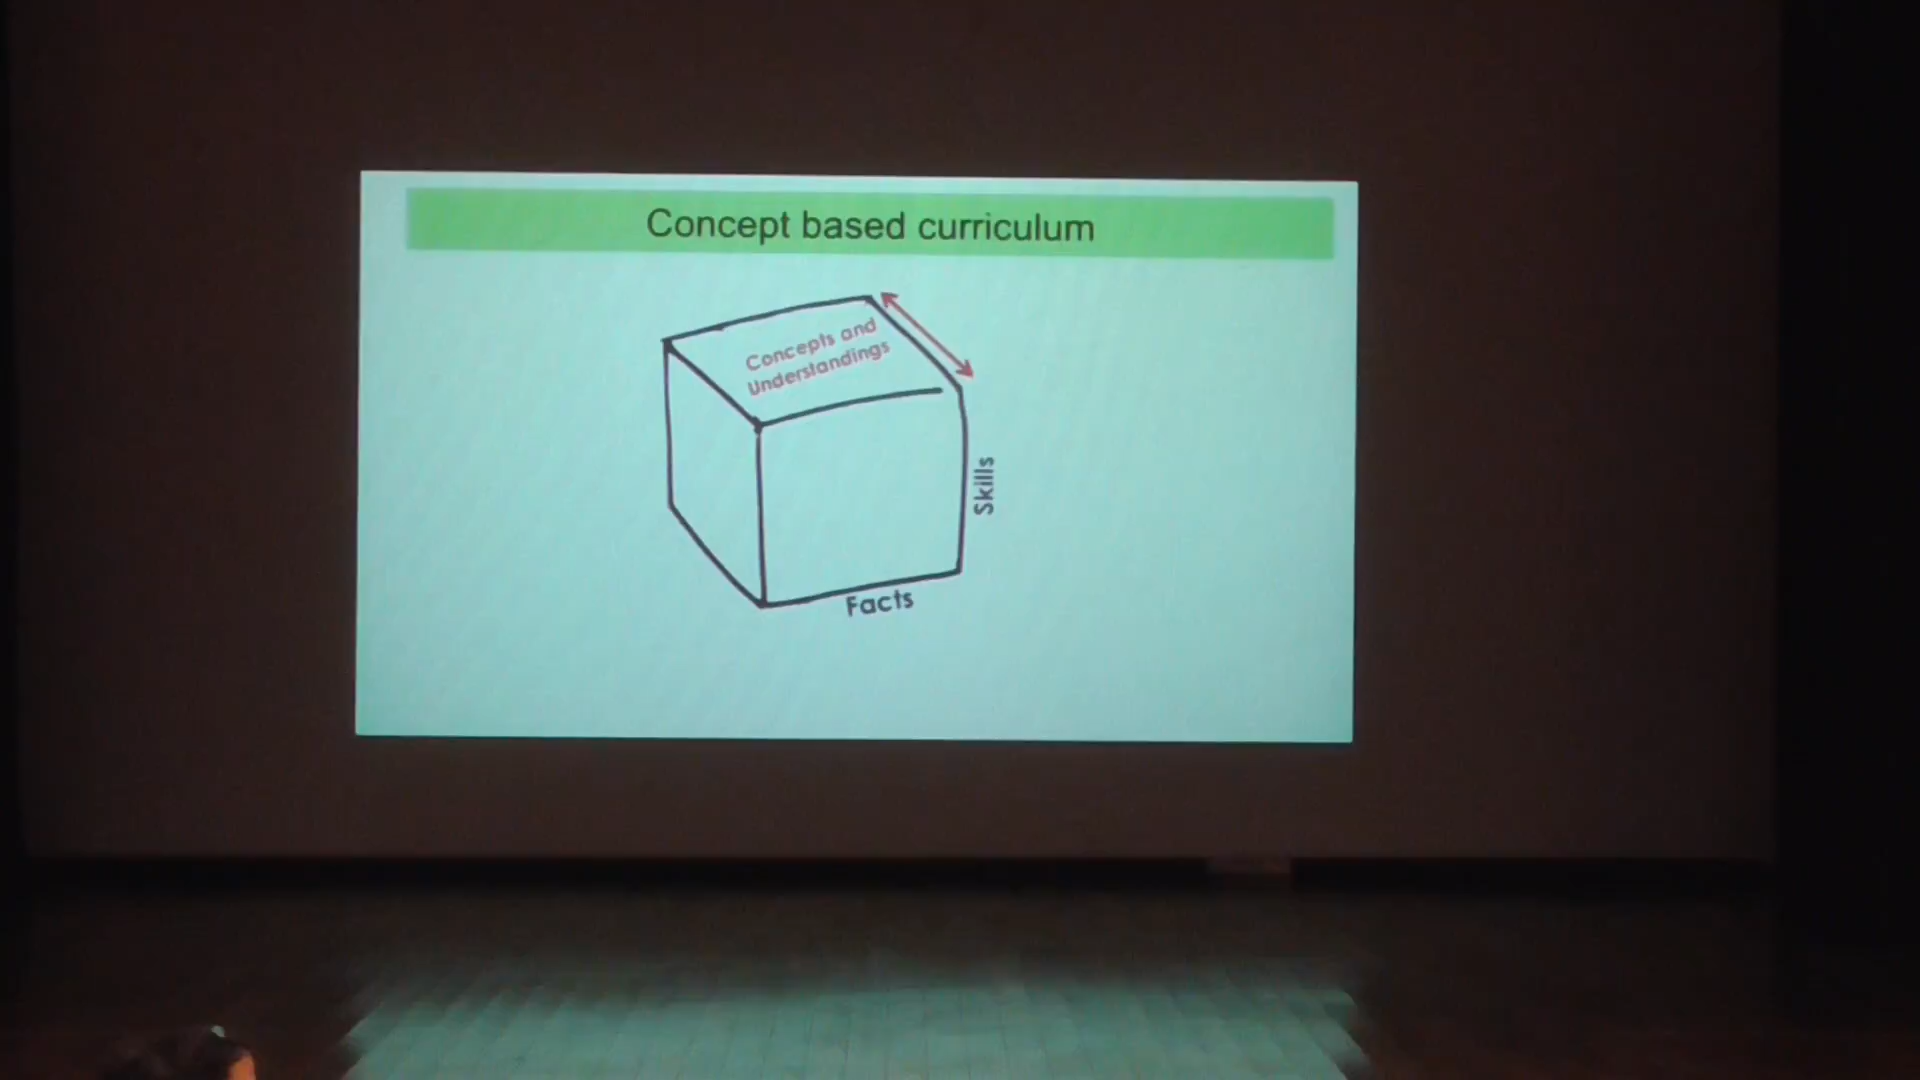 Concept based curriculum
Concepts and
Understandings
Skills
Facts